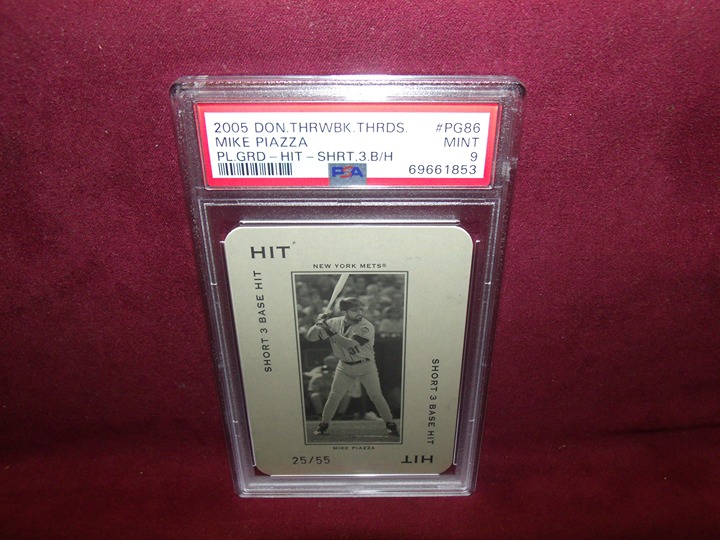 2005 DON.THRWBK.THRDS. #PG86
MIKE PIAZZA MINT
PL.GRD - HIT - SHRT.3.B/H 9
PSA 69661853
HIT
NEW YORK METS®
SHORT 3 BASE HIT
31
SHORT 3 BASE HIT
MIKE PIAZZA
25/55
HIT